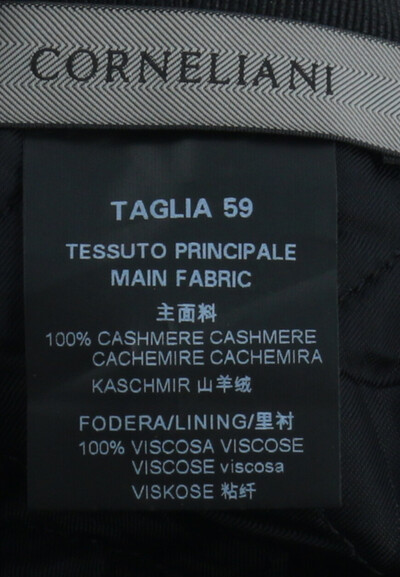 CORNELIANI
TAGLIA 59
TESSUTO PRINCIPALE
MAIN FABRIC
主面料
100% CASHMERE CASHMERE
CACHEMIRE CACHEMIRA
KASCHMIR 山羊绒
FODERA/LINING/里衬
100% VISCOSA VISCOSE
VISCOSE viscosa
VISKOSE 粘纤